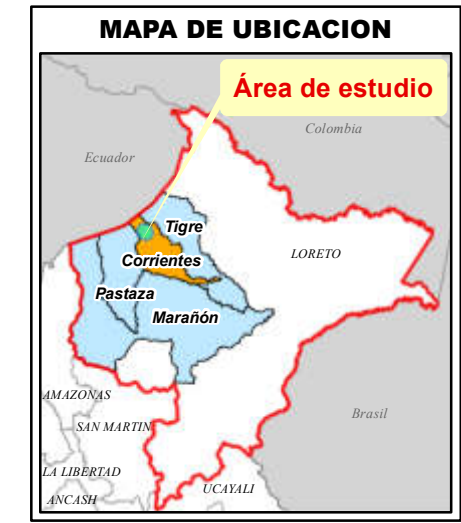 MAPA DE UBICACION
Área de estudio
Colombia
Ecuador
Tigre
LORETO
Corrientes
Pastaza
Marañón
AMAZONAS
Brasil
SAN MARTIN
LA LIBERTAD
UCAYALI
ANCASH